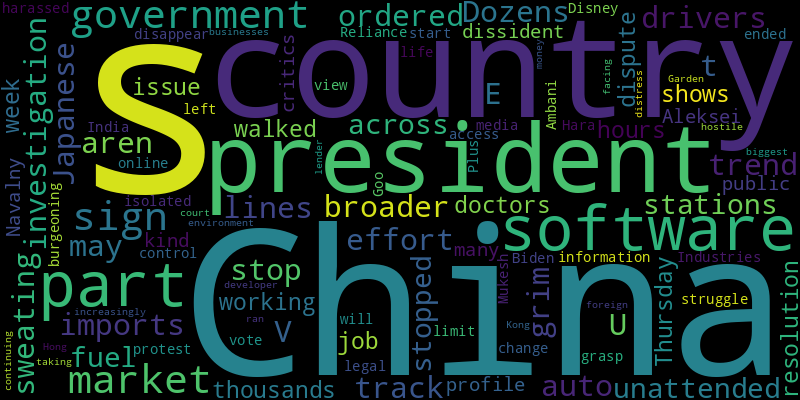 harassed
government
ordered
Dozens
Disney
drivers
disappear
businesses
Reliance
start
dissident
S
country
investigation
Japanese
critics
life
dispute
money
t
week
issue
view
E
facing
Garden
shows
India
left
Ambani
distress
Aleksei
hostile
aren
walked
across
media
Hara
hours
online
access
Plus
president
trend
biggest
Navalny
burgeoning
isolated
lender
Goo
public
court
lines
broader
doctors
stations
sign
environment
software
may
kind
control
effort
many
Biden
information
Industries
China
part
stop
developer
working
stopped
Mukesh
grim
Thursday
struggle
resolution
sweating
increasingly
imports
ran
will
V
limit
Kong
foreign
U
protest
vote
job
change
continuing
Hong
fuel
taking
legal
grasp
market
thousands
track
profile
auto
unattended
ended